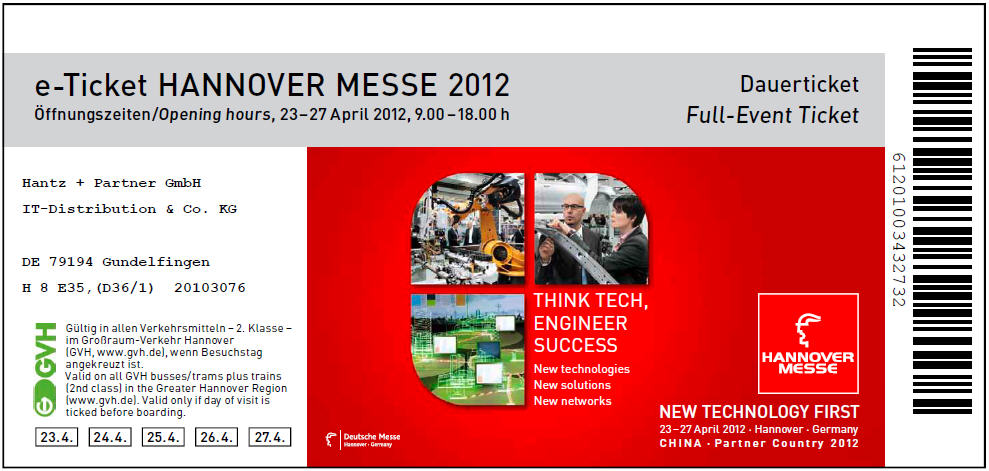 e-Ticket HANNOVER MESSE 2012
Öffnungszeiten/Opening hours, 23–27 April 2012, 9.00–18.00 h
Dauerticket
Full-Event Ticket
Hantz + Partner GmbH
IT-Distribution & Co. KG
DE 79194 Gundelfingen
H 8 E35,(D36/1) 20103076
GVH
Gültig in allen Verkehrsmitteln – 2. Klasse –
im Großraum-Verkehr Hannover
(GVH, www.gvh.de), wenn Besuchstag
angekreuzt ist.
Valid on all GVH busses/trams plus trains
(2nd class) in the Greater Hannover Region
(www.gvh.de). Valid only if day of visit is
ticked before boarding.
23.4. 24.4. 25.4. 26.4. 27.4.
THINK TECH,
ENGINEER
SUCCESS
New technologies
New solutions
New networks
Deutsche Messe
Hannover · Germany
HANNOVER
MESSE
NEW TECHNOLOGY FIRST
23–27 April 2012 · Hannover · Germany
CHINA · Partner Country 2012
6120100343273​2